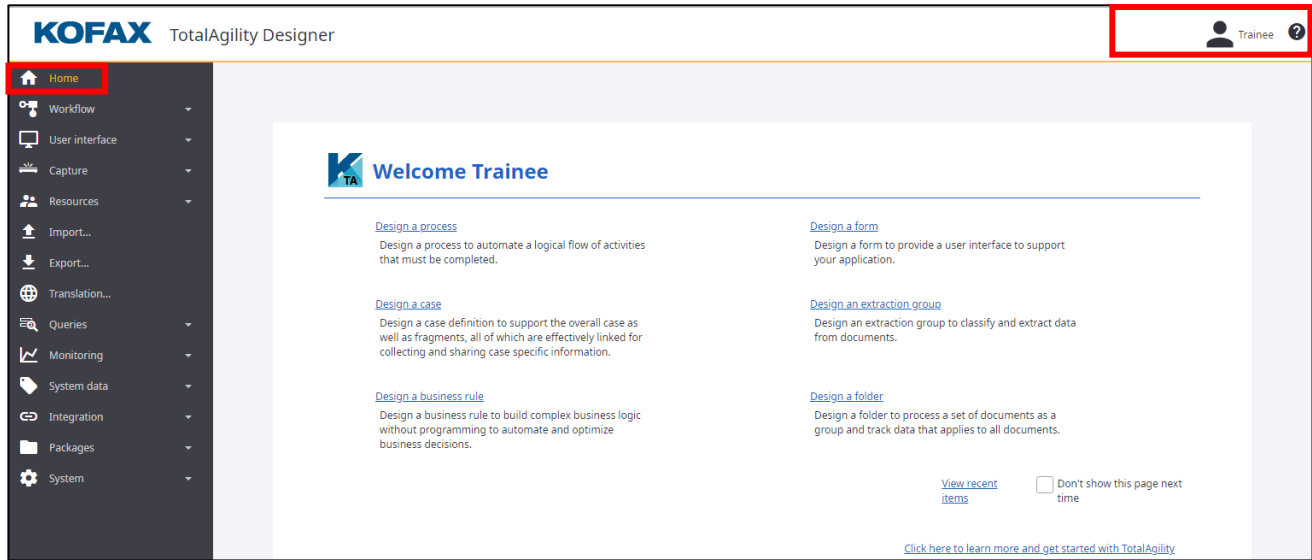 KOFAX TotalAgility Designer
Trainee ?
Home
Workflow
User interface
Capture
Resources
Import...
Export...
Translation...
Queries
Monitoring
System data
Integration
Packages
System
K TA Welcome Trainee
Design a process
Design a process to automate a logical flow of activities
that must be completed.
Design a form
Design a form to provide a user interface to support
your application.
Design a case
Design a case definition to support the overall case as
well as fragments, all of which are effectively linked for
collecting and sharing case specific information.
Design an extraction group
Design an extraction group to classify and extract data
from documents.
Design a business rule
Design a business rule to build complex business logic
without programming to automate and optimize
business decisions.
Design a folder
Design a folder to process a set of documents as a
group and track data that applies to all documents.
View recent
items
Don't show this page next
time
Click here to learn more and get started with TotalAgility